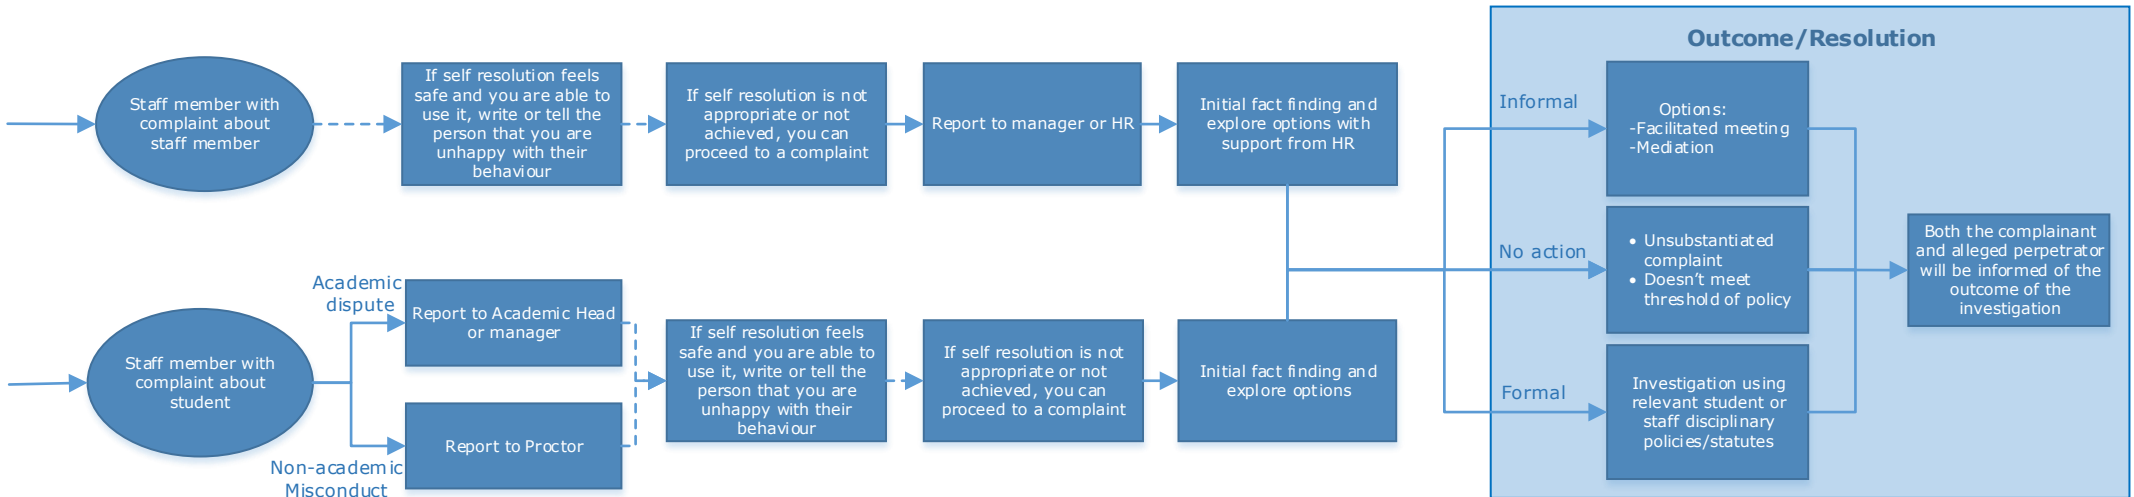 Outcome/Resolution
Staff member with
complaint about
staff member
If self resolution feels
safe and you are able to
use it, write or tell the
person that you are
unhappy with their
behaviour
If self resolution is not
appropriate or not
achieved, you can
proceed to a complaint
Report to manager or HR
Initial fact finding and
explore options with
support from HR
Informal
Options:
-Facilitated meeting
-Mediation
No action
• Unsubstantiated
complaint
• Doesn’t meet
threshold of policy
Both the complainant
and alleged perpetrator
will be informed of the
outcome of the
investigation
Staff member with
complaint about
student
Academic
dispute
Report to Academic Head
or manager
Non-academic
Misconduct
Report to Proctor
If self resolution feels
safe and you are able to
use it, write or tell the
person that you are
unhappy with their
behaviour
If self resolution is not
appropriate or not
achieved, you can
proceed to a complaint
Initial fact finding and
explore options
Formal
Investigation using
relevant student or
staff disciplinary
policies/statutes